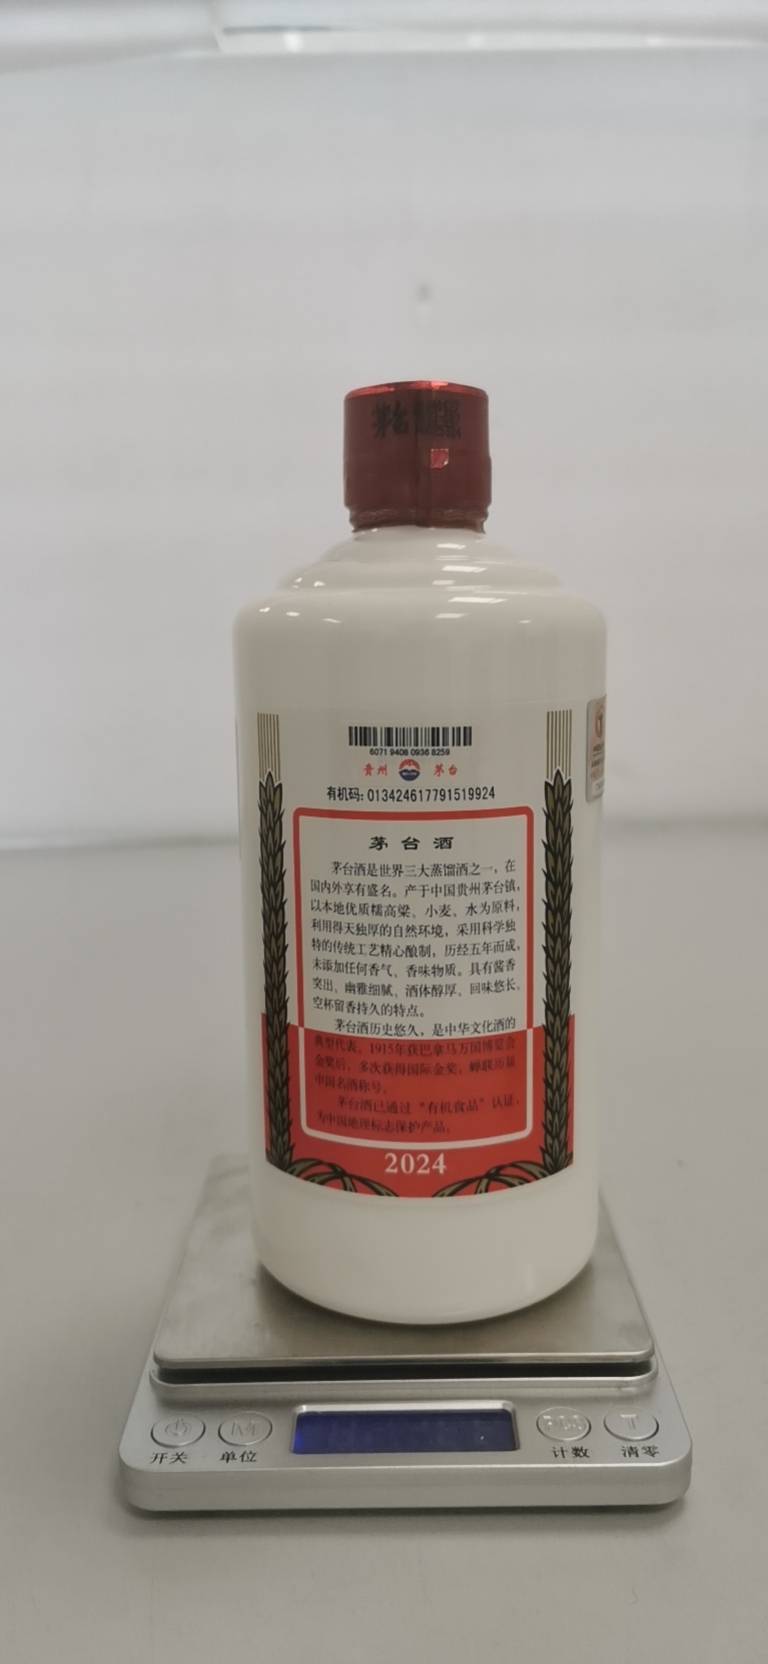 茅台
6071 9408 0936 8259
贵州 茅台
有机码: 013424617791519924
茅台酒
茅台酒是世界三大蒸馏酒之一，在
国内外享有盛名。产于中国贵州茅台镇，
以本地优质糯高粱、小麦、水为原料，
利用得天独厚的自然环境，采用科学独
特的传统工艺精心酿制，历经五年而成，
未添加任何香气、香味物质。具有酱香
突出、幽雅细腻、酒体醇厚、回味悠长、
空杯留香持久的特点。
茅台酒历史悠久，是中华文化酒的
典型代表。1915年获巴拿马万国博览会
金奖后，多次获得国际金奖，蝉联历届
中国名酒称号。
茅台酒已通过“有机食品”认证，
为中国地理标志保护产品。
2024
M T
开关 单位 计数 清零